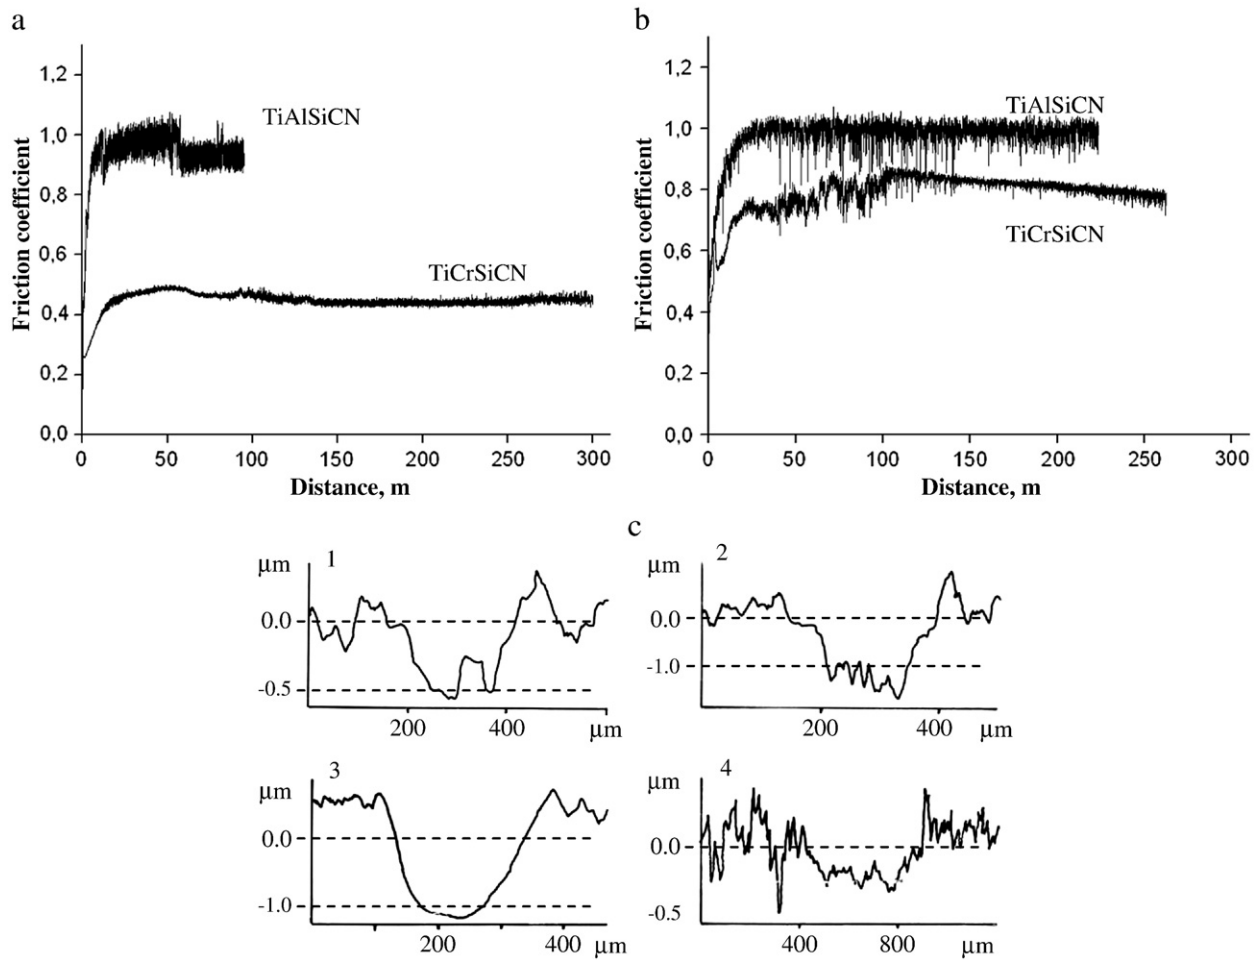 a
b
1,2
1,0
0,8
0,6
0,4
0,2
0,0
Friction coefficient
TiAlSiCN
TiCrSiCN
0 50 100 150 200 250 300
Distance, m
1,2
1,0
0,8
0,6
0,4
0,2
0,0
Friction coefficient
TiAlSiCN
TiCrSiCN
0 50 100 150 200 250 300
Distance, m
c
1
μm
0.0
-0.5
200 400 μm
2
μm
0.0
-1.0
200 400 μm
3
μm
0.0
-1.0
200 400 μm
4
μm
0.0
-0.5
400 800 μm